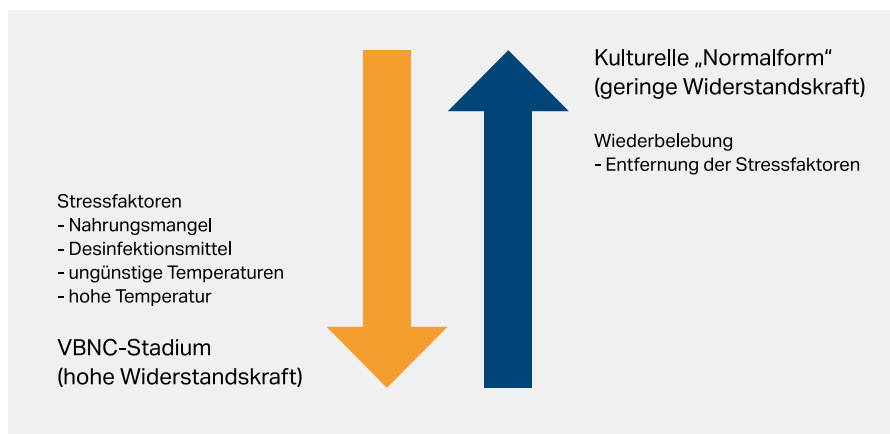 Kulturelle „Normalform“
(geringe Widerstandskraft)
Wiederbelebung
- Entfernung der Stressfaktoren
Stressfaktoren
- Nahrungsmangel
- Desinfektionsmittel
- ungünstige Temperaturen
- hohe Temperatur
VBNC-Stadium
(hohe Widerstandskraft)